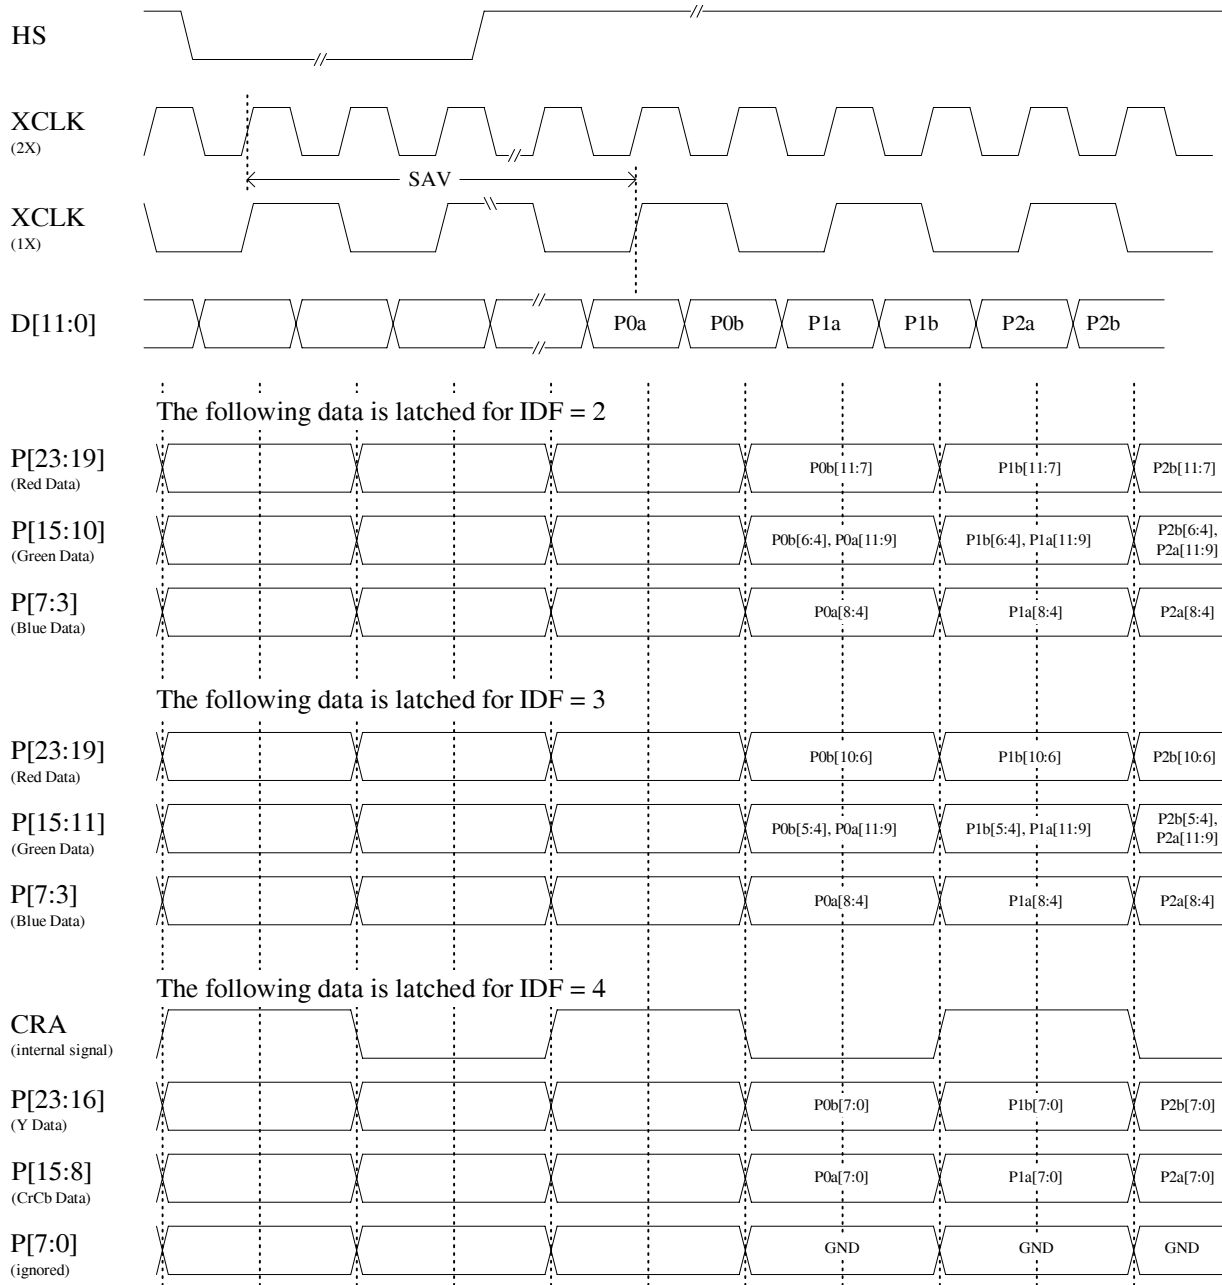 HS
XCLK
(2X)
SAV
XCLK
(1X)
D[11:0]
P0a P0b P1a P1b P2a P2b
The following data is latched for IDF = 2
P[23:19]
(Red Data)
P0b[11:7] P1b[11:7] P2b[11:7]
P[15:10]
(Green Data)
P0b[6:4], P0a[11:9] P1b[6:4], P1a[11:9] P2b[6:4],
P2a[11:9]
P[7:3]
(Blue Data)
P0a[8:4] P1a[8:4] P2a[8:4]
The following data is latched for IDF = 3
P[23:19]
(Red Data)
P0b[10:6] P1b[10:6] P2b[10:6]
P[15:11]
(Green Data)
P0b[5:4], P0a[11:9] P1b[5:4], P1a[11:9] P2b[5:4],
P2a[11:9]
P[7:3]
(Blue Data)
P0a[8:4] P1a[8:4] P2a[8:4]
The following data is latched for IDF = 4
CRA
(internal signal)
P[23:16]
(Y Data)
P0b[7:0] P1b[7:0] P2b[7:0]
P[15:8]
(CrCb Data)
P0a[7:0] P1a[7:0] P2a[7:0]
P[7:0]
(ignored)
GND GND GND